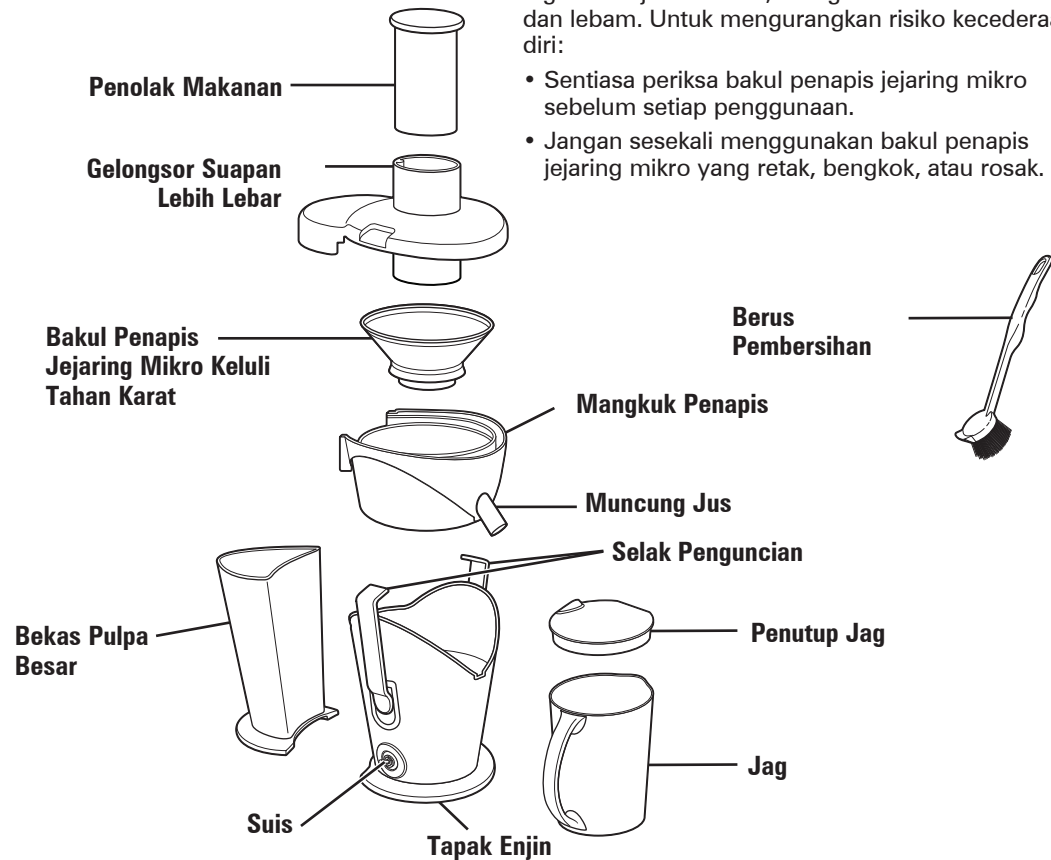 dan lebam. Untuk mengurangkan risiko
diri:
• Sentiasa periksa bakul penapis jejaring mikro
sebelum setiap penggunaan.
• Jangan sesekali menggunakan bakul penapis
jejaring mikro yang retak, bengkok, atau rosak.
Penolak Makanan
Gelongsor Suapan
Lebih Lebar
Bakul Penapis
Jejaring Mikro Keluli
Tahan Karat
Berus
Pembersihan
Mangkuk Penapis
Muncung Jus
Selak Penguncian
Bekas Pulpa
Besar
Penutup Jag
Jag
Suis
Tapak Enjin